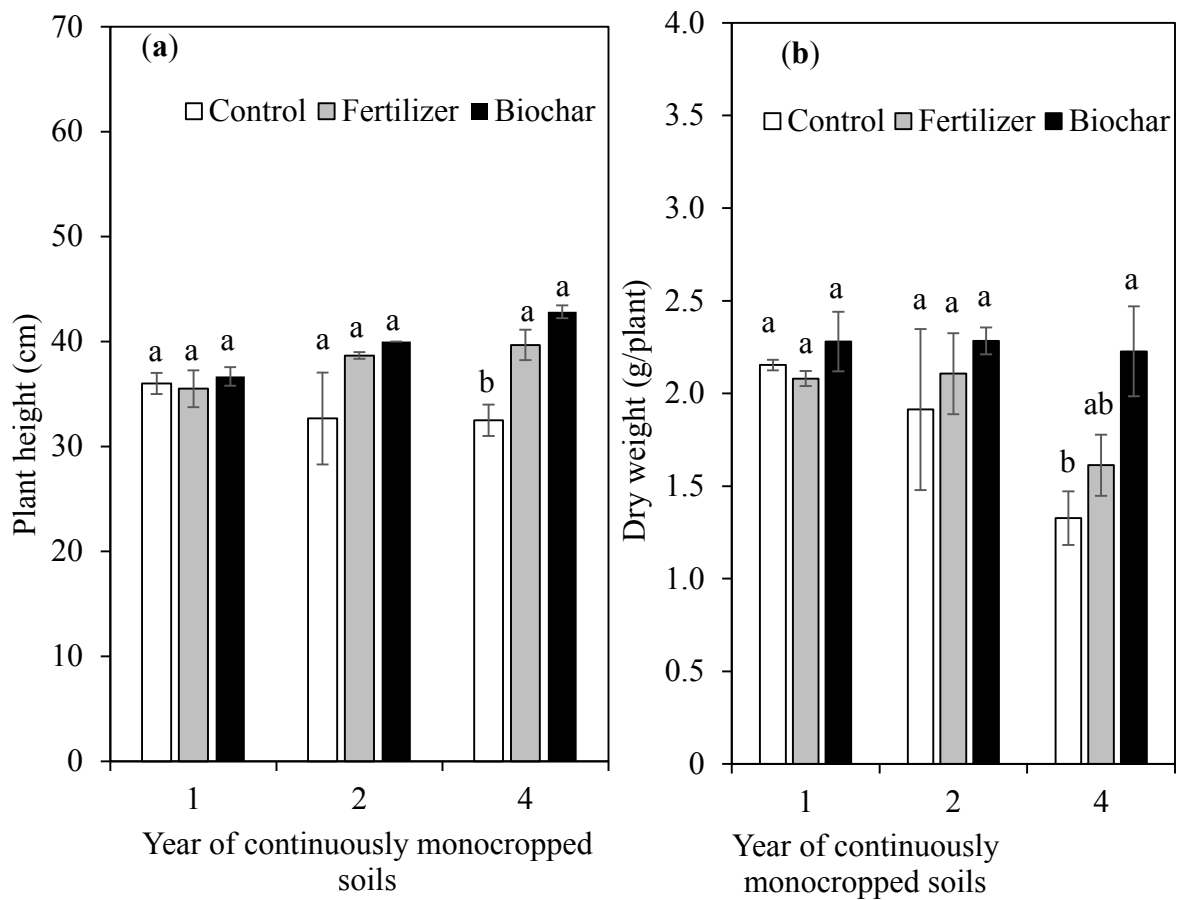 (a)
Control Fertilizer Biochar
Plant height (cm)
70
60
50
40
30
20
10
0
a a a
a a a
b a a
1 2 4
Year of continuously monocropped
soils
(b)
Control Fertilizer Biochar
Dry weight (g/plant)
4.0
3.5
3.0
2.5
2.0
1.5
1.0
0.5
0
a a a
a a a
b ab a
1 2 4
Year of continuously
monocropped soils